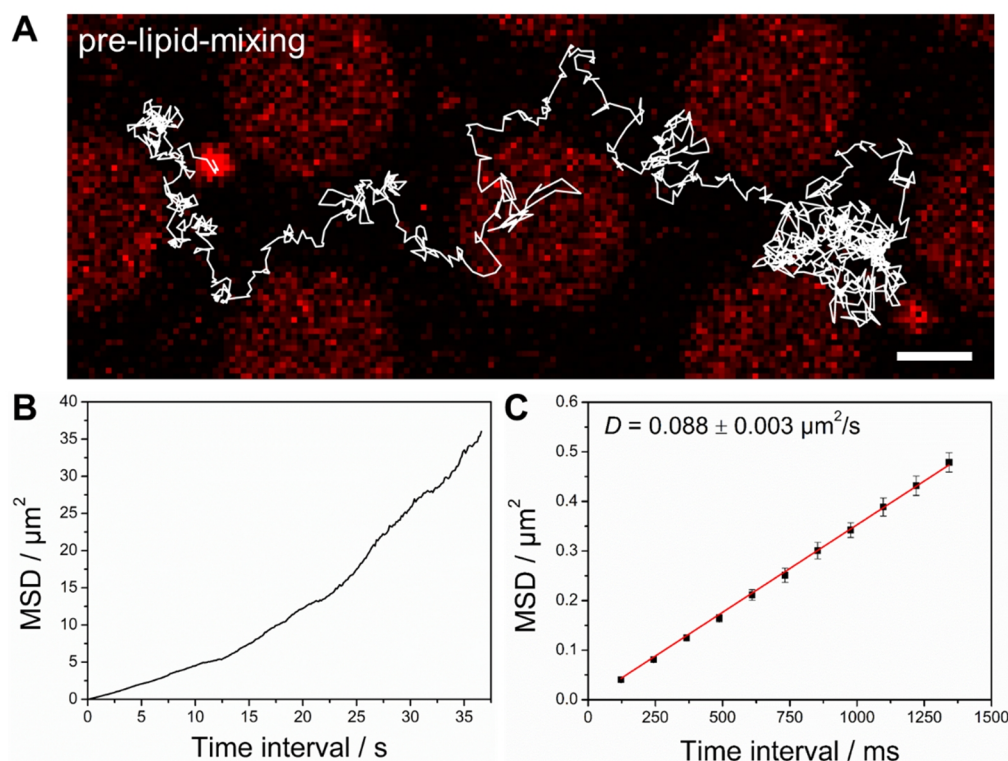 A
pre-lipid-mixing
B
MSD / µm²
40
35
30
25
20
15
10
5
0
0 5 10 15 20 25 30 35
Time interval / s
C
D = 0.088 ± 0.003 µm²/s
MSD / µm²
0.6
0.5
0.4
0.3
0.2
0.1
0.0
0 250 500 750 1000 1250 1500
Time interval / ms